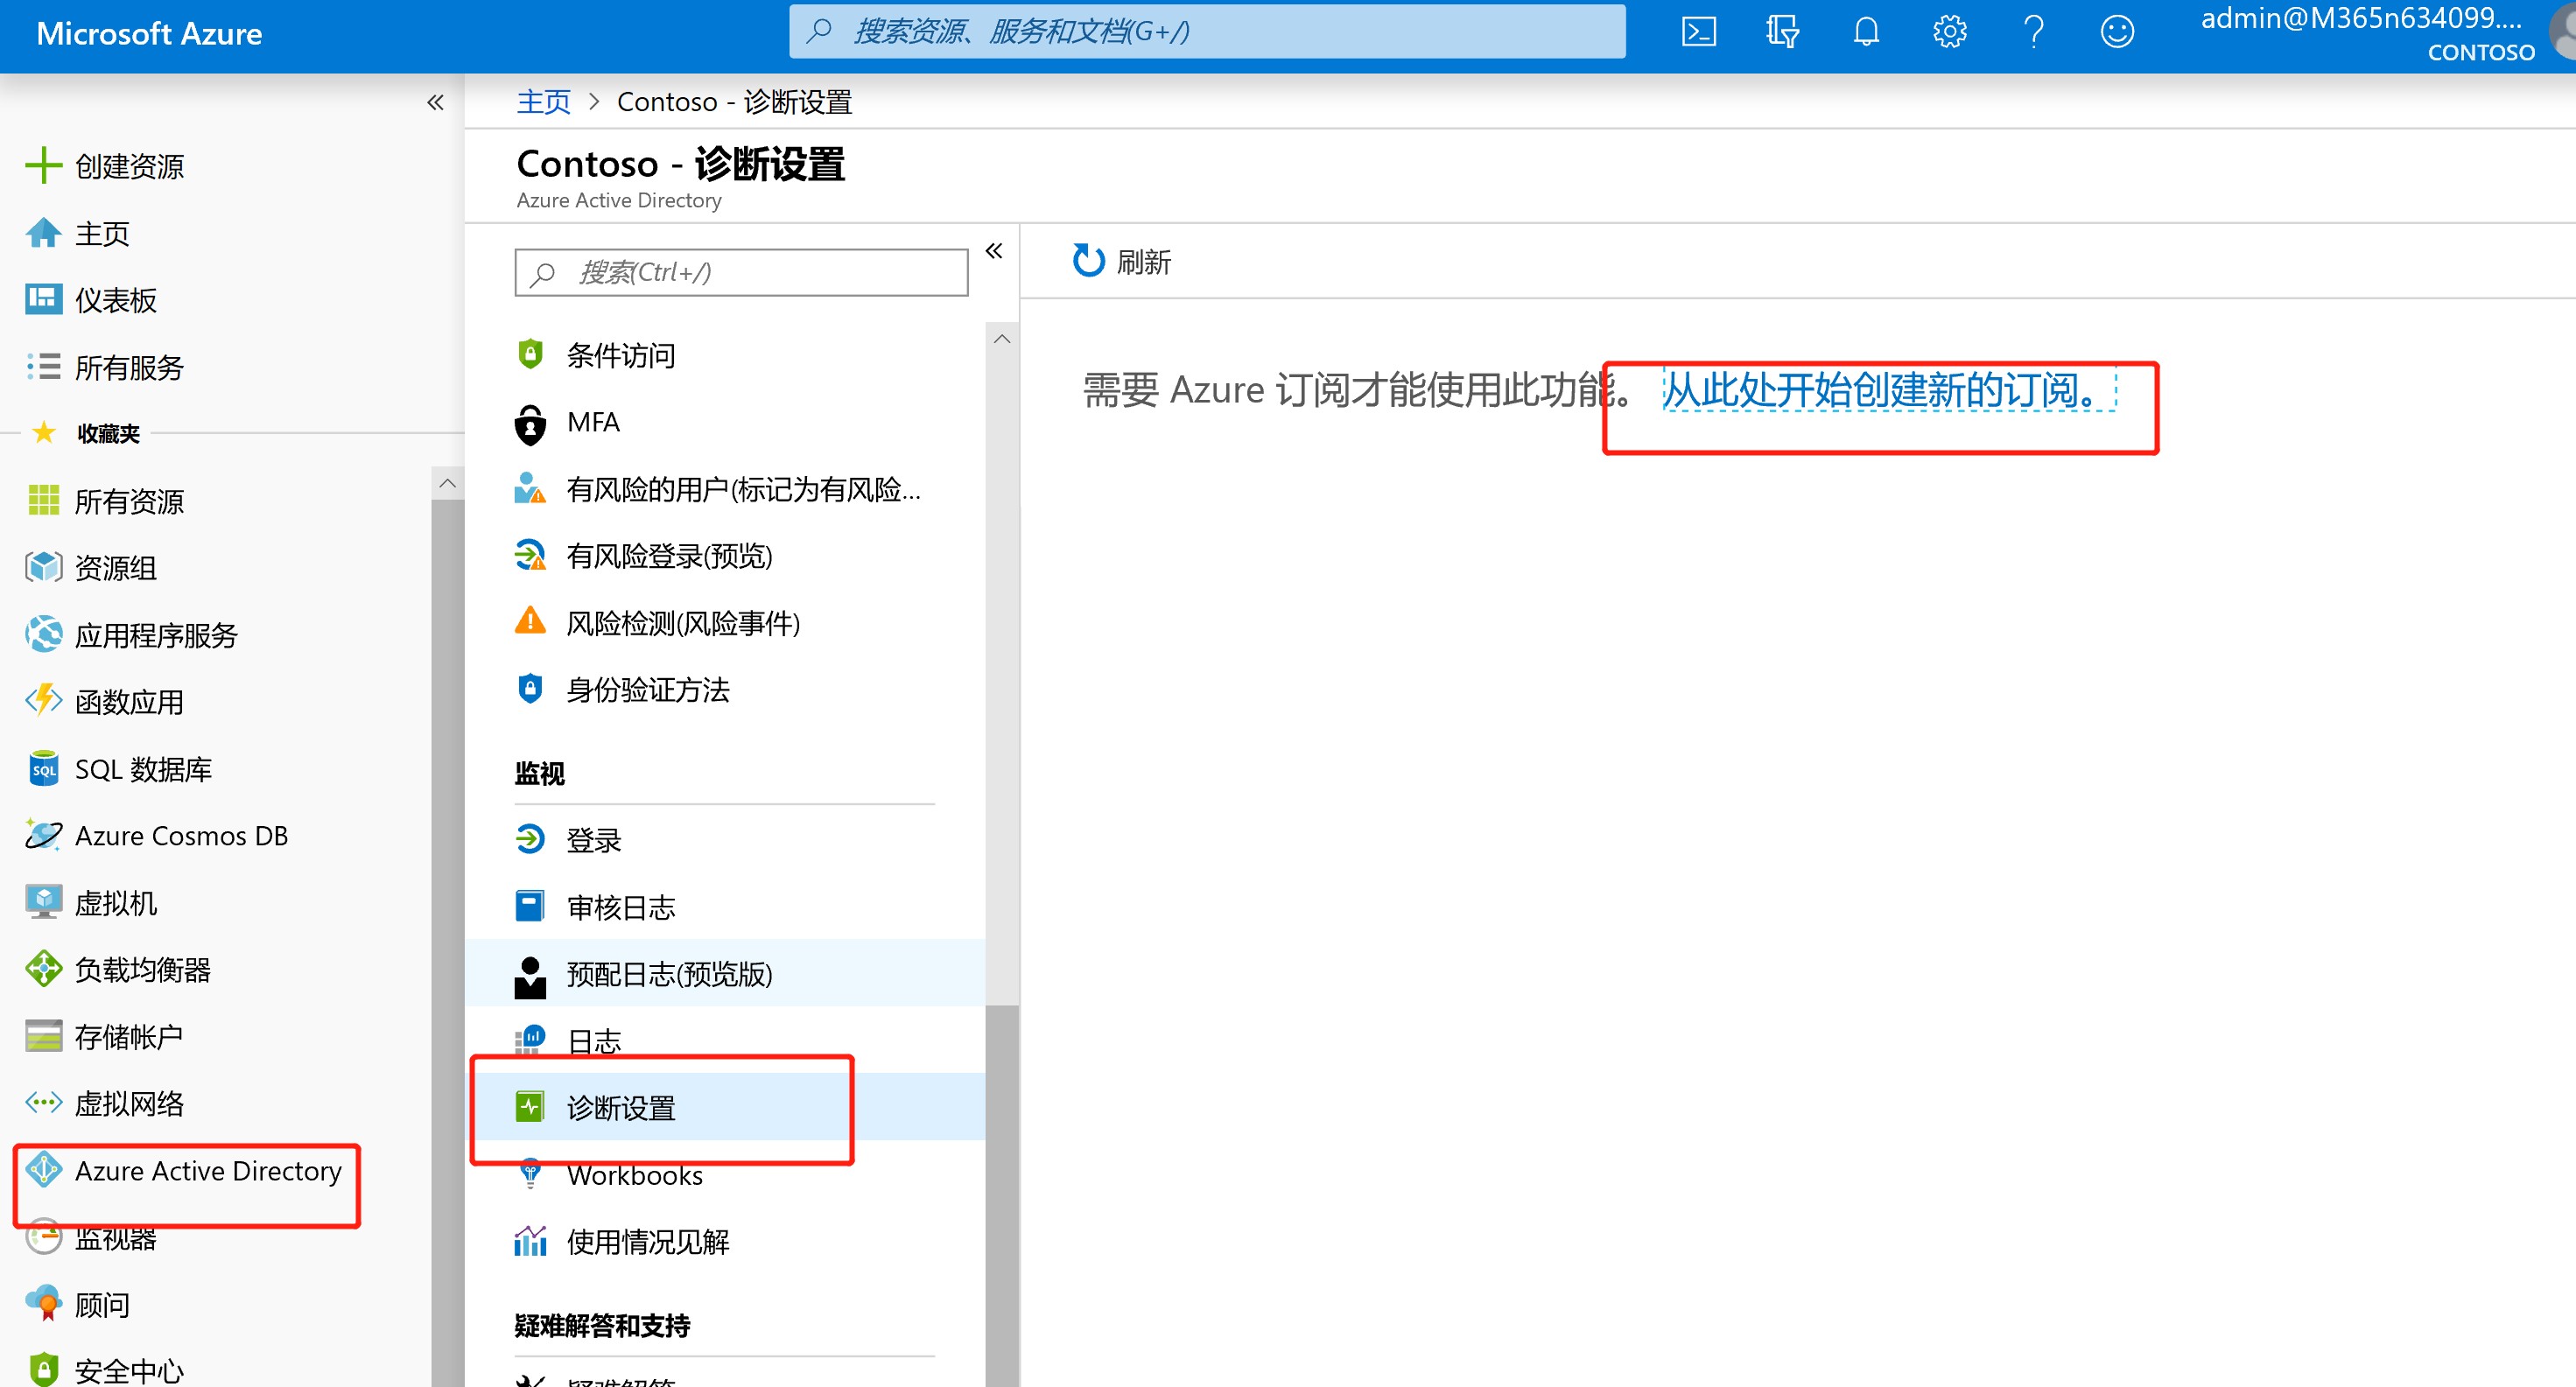 Microsoft Azure
搜索资源、服务和文档(G+/)
admin@M365n634099....
CONTOSO
主页 > Contoso - 诊断设置
Contoso - 诊断设置
Azure Active Directory
创建资源
主页
仪表板
所有服务
收藏夹
所有资源
资源组
应用程序服务
函数应用
SQL 数据库
Azure Cosmos DB
虚拟机
负载均衡器
存储帐户
虚拟网络
Azure Active Directory
监视器
顾问
安全中心
搜索(Ctrl+/)
条件访问
MFA
有风险的用户(标记为有风险...
有风险登录(预览)
风险检测(风险事件)
身份验证方法
监视
登录
审核日志
预配日志(预览版)
日志
诊断设置
Workbooks
使用情况见解
疑难解答和支持
疑难解答
刷新
需要 Azure 订阅才能使用此功能。 从此处开始创建新的订阅。